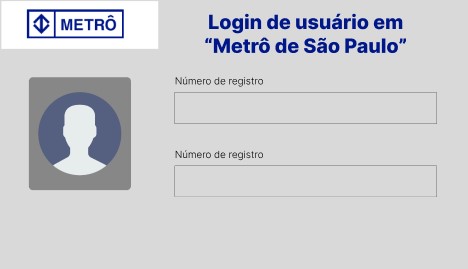 METRÔ
Login de usuário em
“Metrô de São Paulo”
Número de registro
Número de registro